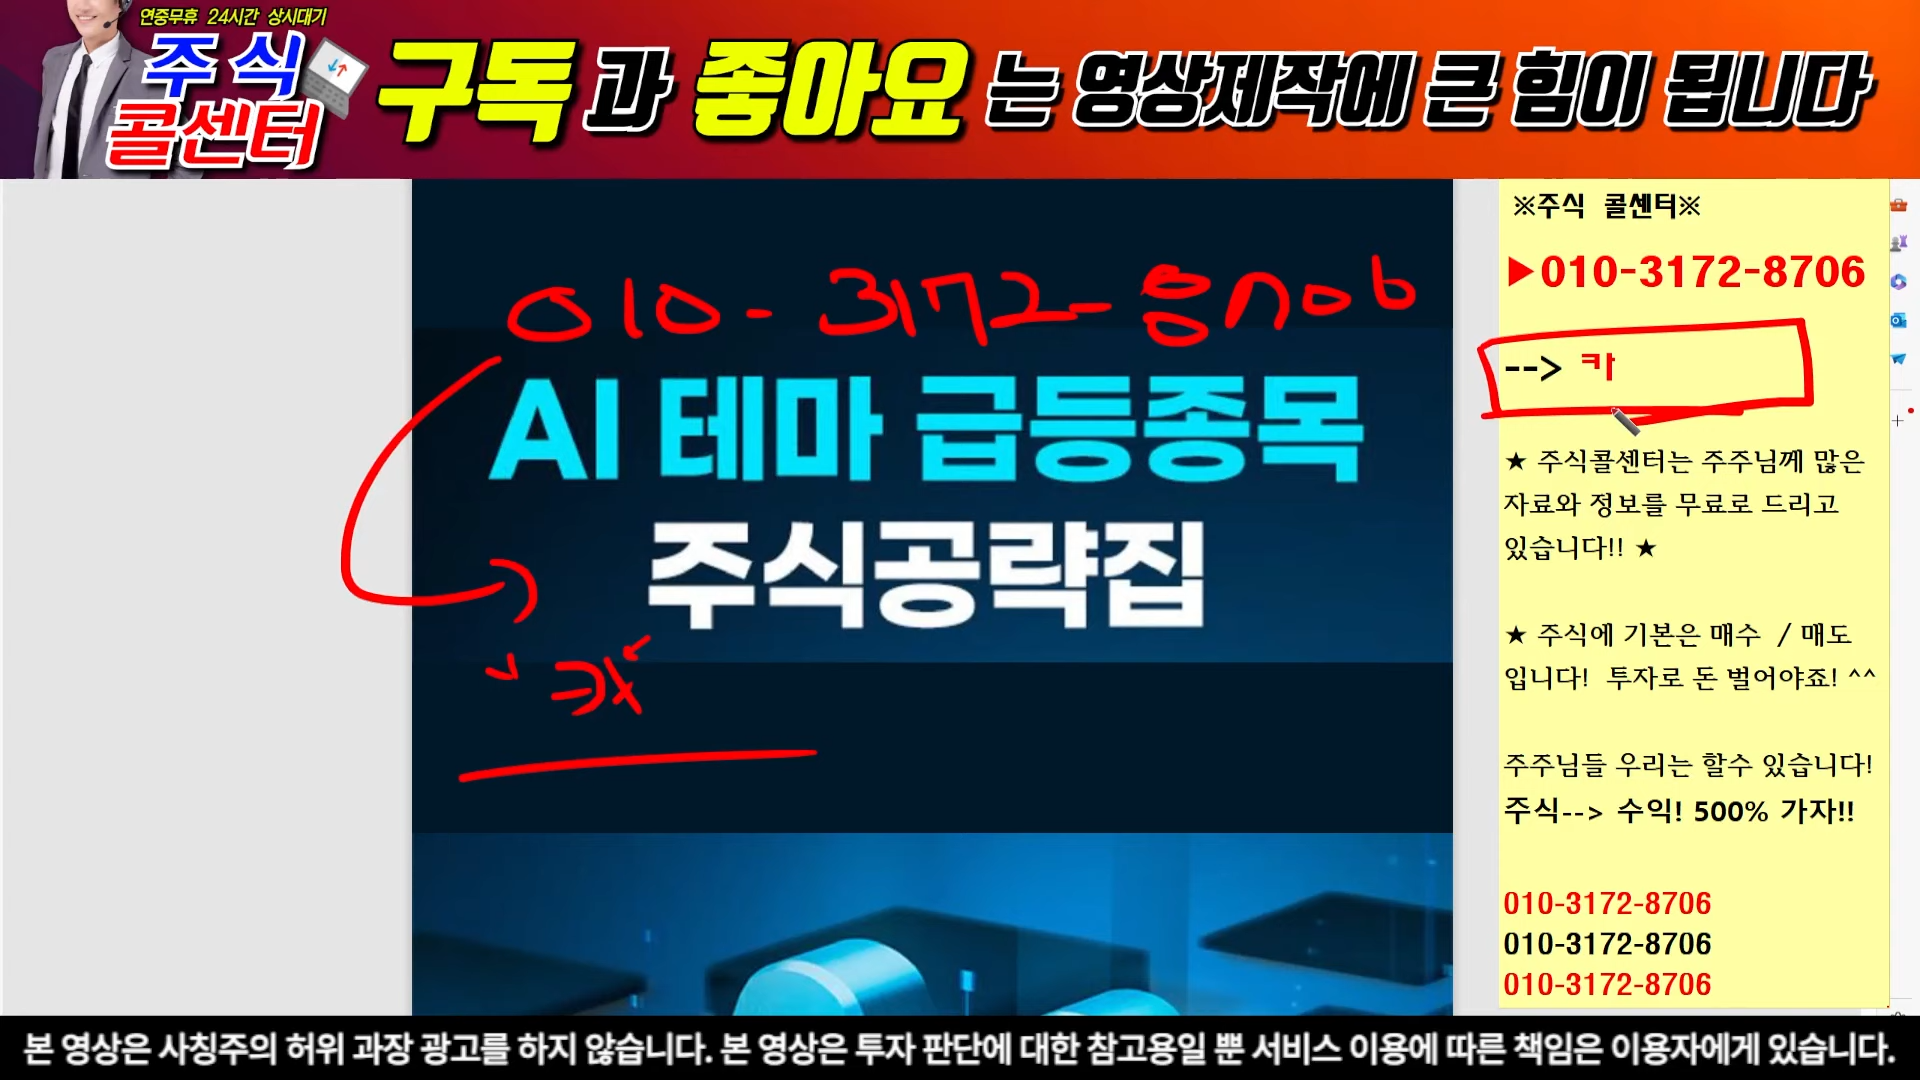 연중무휴 24시간 상시대기
주식
콜센터
구독과 좋아요는 영상제작에 큰 힘이 됩니다
010-3172-8706
AI 테마 급등종목
주식공략집
카
※주식 콜센터※
▶010-3172-8706
--> 카
★ 주식콜센터는 주주님께 많은
자료와 정보를 무료로 드리고
있습니다!! ★
★ 주식에 기본은 매수 / 매도
입니다! 투자로 돈 벌어야죠! ^^
주주님들 우리는 할수 있습니다!
주식--> 수익! 500% 가자!!
010-3172-8706
010-3172-8706
010-3172-8706
본 영상은 사칭주의 허위 과장 광고를 하지 않습니다. 본 영상은 투자 판단에 대한 참고용일 뿐 서비스 이용에 따른 책임은 이용자에게 있습니다.